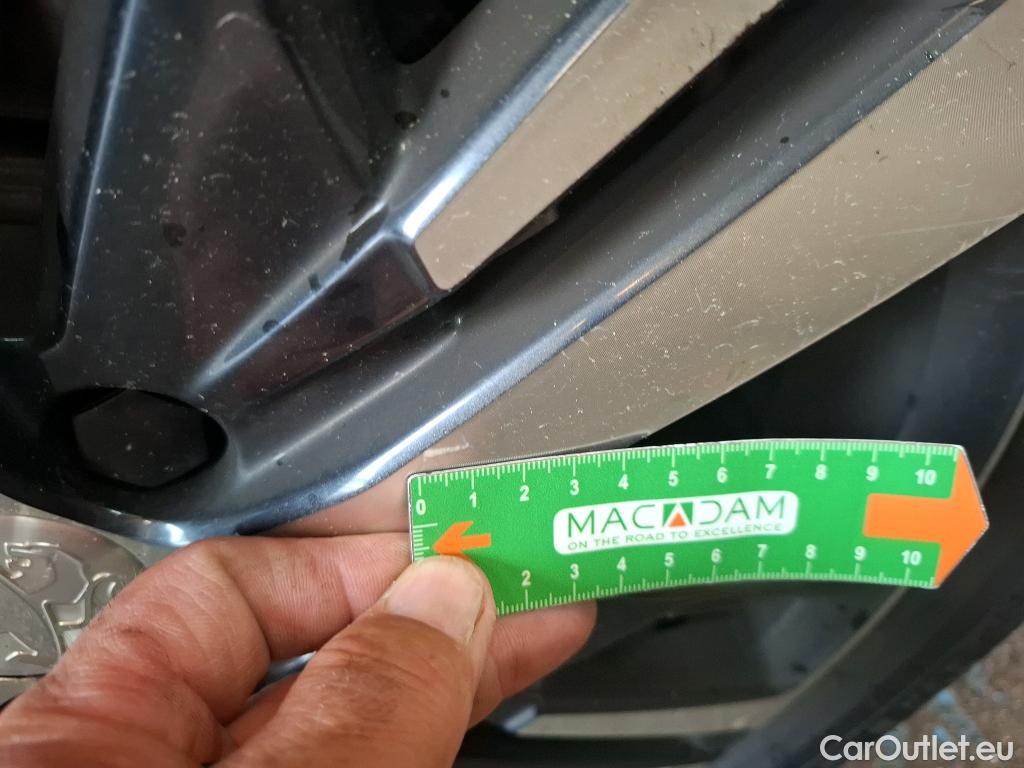 0 1 2 3 4 5 6 7 8 9 10
MACADAM
ON THE ROAD TO EXCELLENCE
2 3 4 5 6 7 8 9 10
CarOutlet.eu